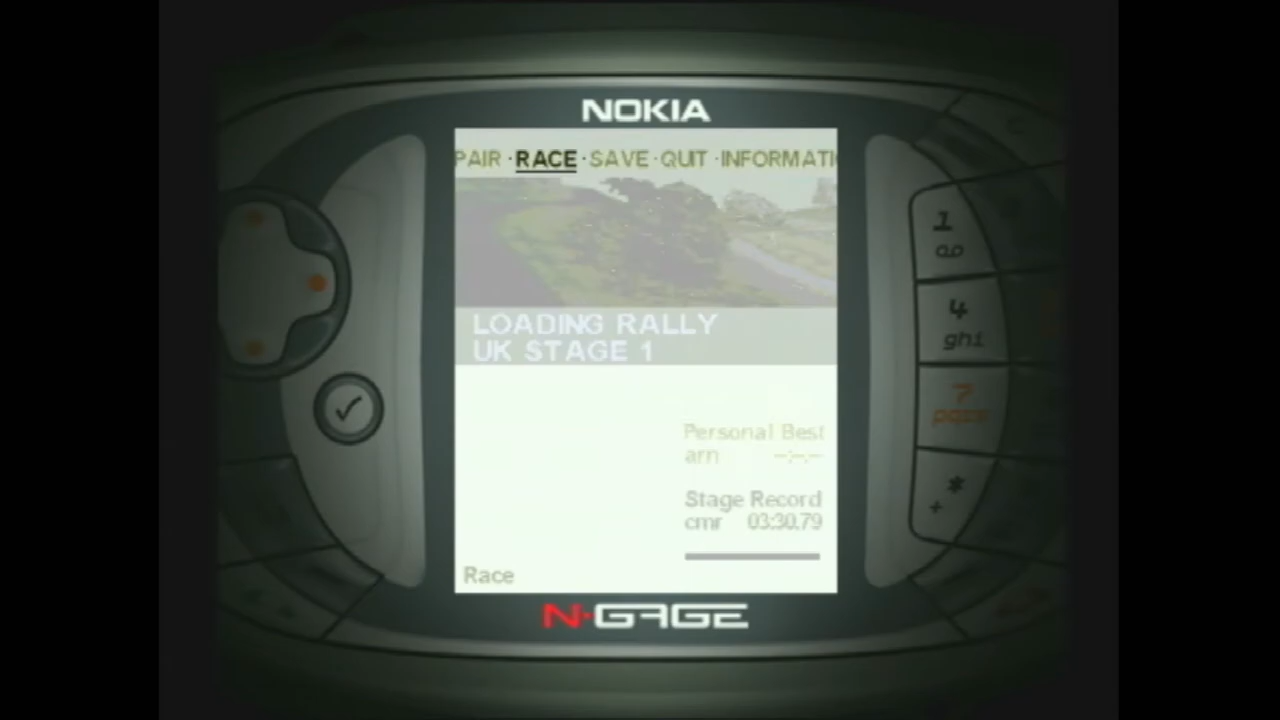 NOKIA
PAIR · RACE · SAVE · QUIT · INFORMATI
LOADING RALLY
UK STAGE 1
Personal Best
arn --:--.--
Stage Record
cmr 03:30.79
Race
N-GAGE
1
4
ghi
7
pqrs
*
+